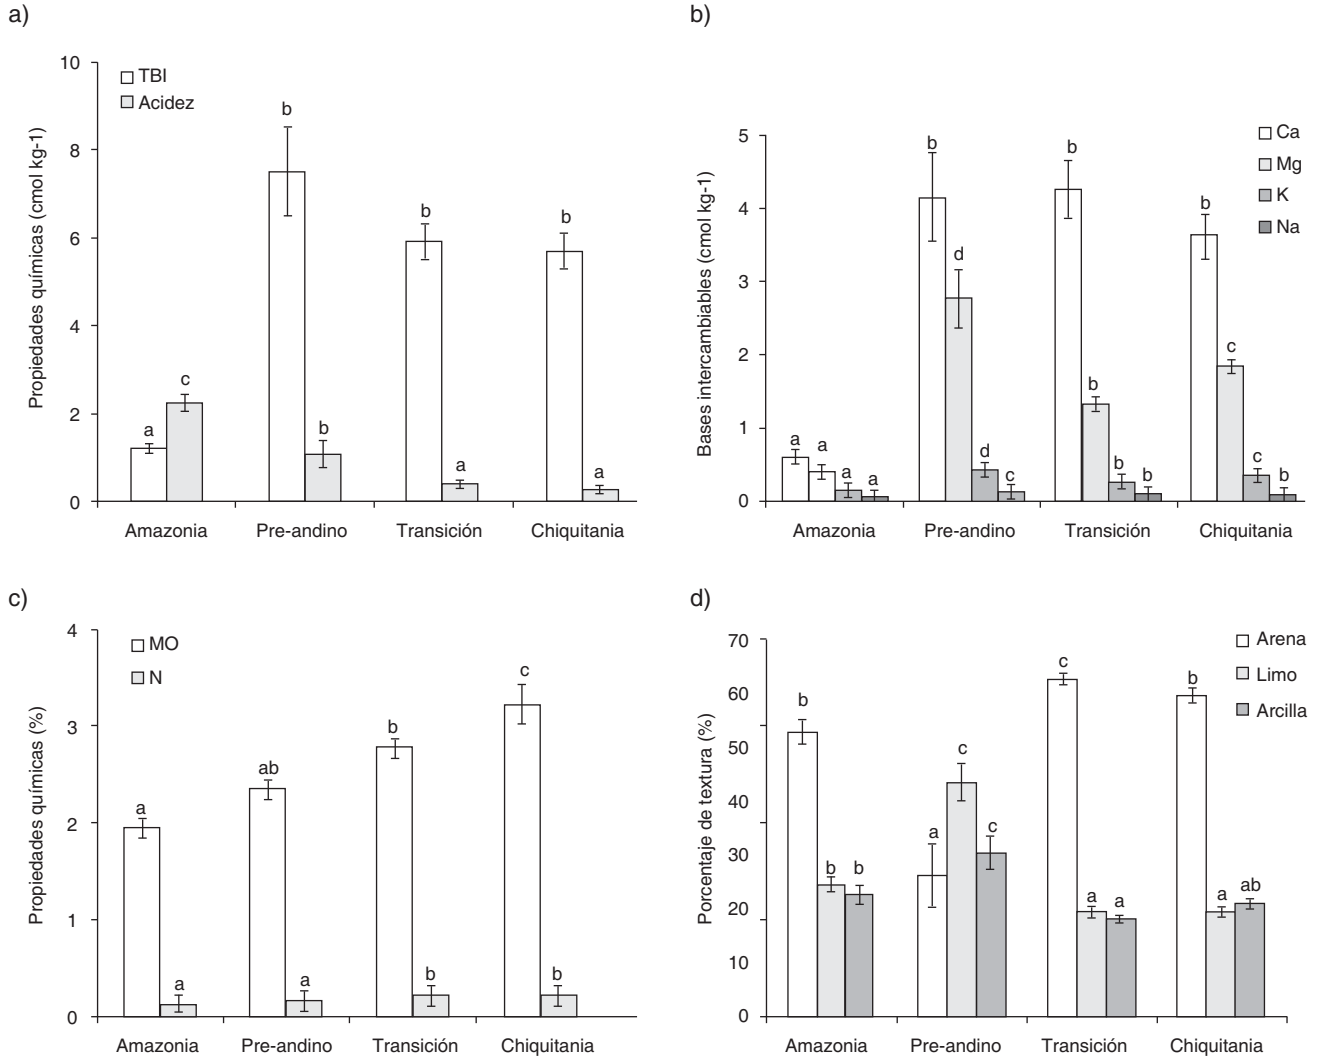 a)
Propiedades químicas (cmol kg-1)
10
8
6
4
2
0
TBI
Acidez
a
c
b
b
b
a
b
a
Amazonia Pre-andino Transición Chiquitania
b)
Bases intercambiables (cmol kg-1)
5
4
3
2
1
0
Ca
Mg
K
Na
a
a
a
a
b
d
d
c
b
b
b
b
b
c
c
b
Amazonia Pre-andino Transición Chiquitania
c)
Propiedades químicas (%)
4
3
2
1
0
MO
N
a
a
ab
a
b
b
c
b
Amazonia Pre-andino Transición Chiquitania
d)
Porcentaje de textura (%)
70
60
50
40
30
20
10
0
Arena
Limo
Arcilla
b
b
b
a
c
c
c
a
a
b
a
ab
Amazonia Pre-andino Transición Chiquitania